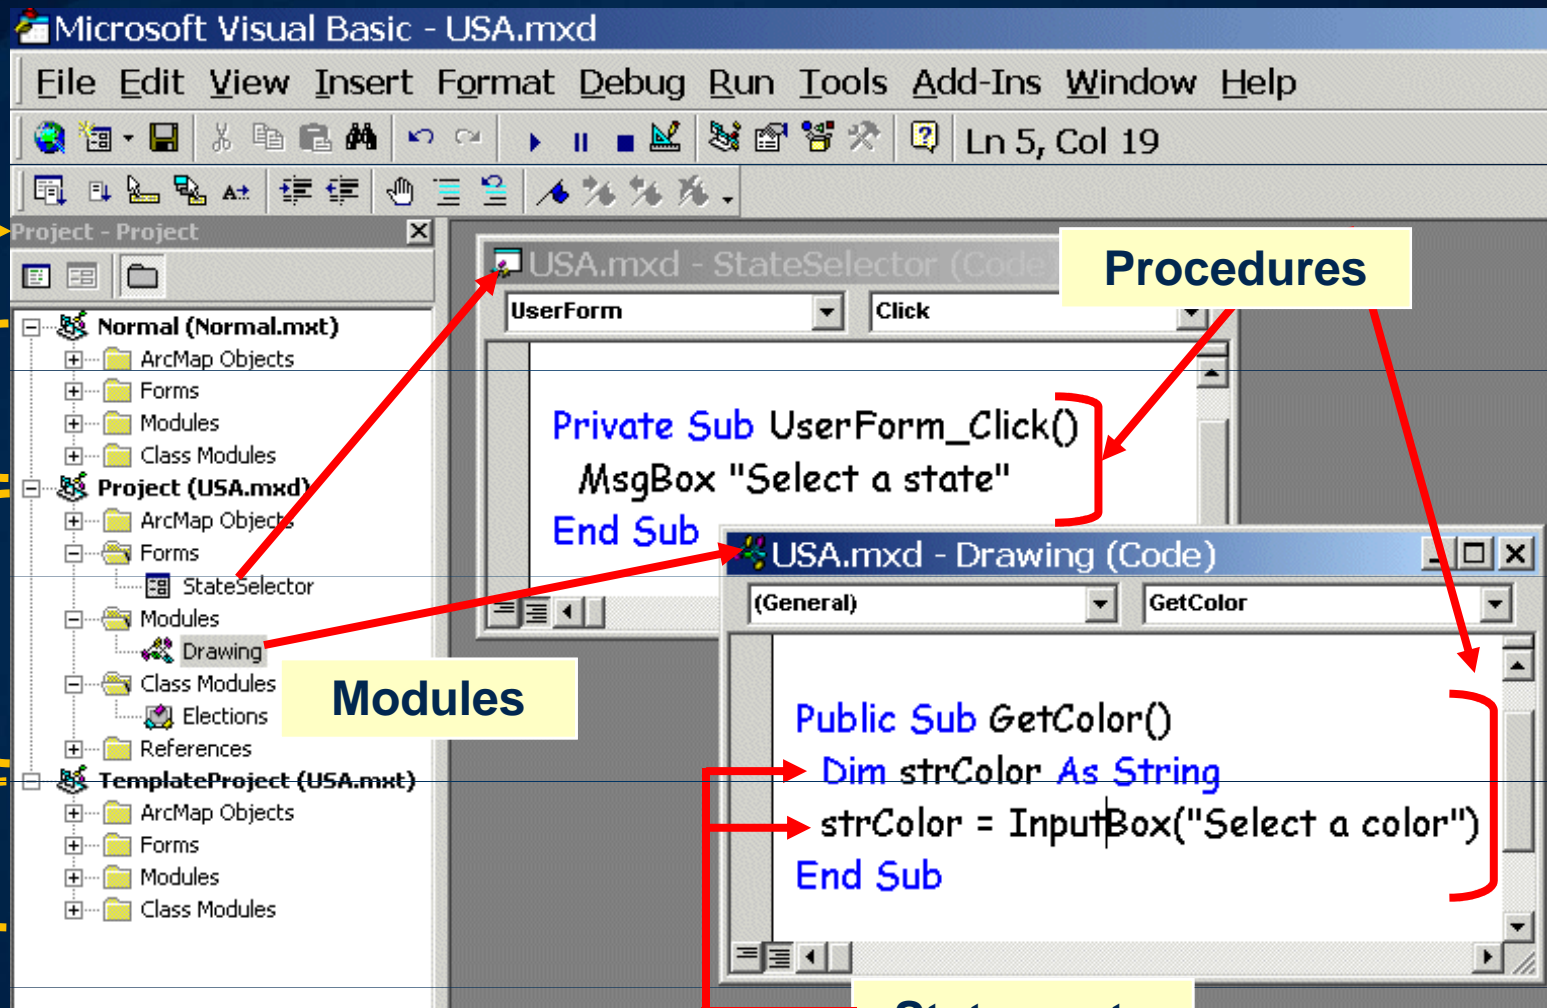 Microsoft Visual Basic - USA.mxd
File Edit View Insert Format Debug Run Tools Add-Ins Window Help
Ln 5, Col 19
Project - Project
Normal (Normal.mxt)
ArcMap Objects
Forms
Modules
Class Modules
Project (USA.mxd)
ArcMap Objects
Forms
StateSelector
Modules
Drawing
Class Modules
Elections
References
TemplateProject (USA.mxt)
ArcMap Objects
Forms
Modules
Class Modules
Modules
USA.mxd - StateSelector (Code)
Procedures
UserForm
Click
Private Sub UserForm_Click()
MsgBox "Select a state"
End Sub
USA.mxd - Drawing (Code)
(General)
GetColor
Public Sub GetColor()
Dim strColor As String
strColor = InputBox("Select a color")
End Sub